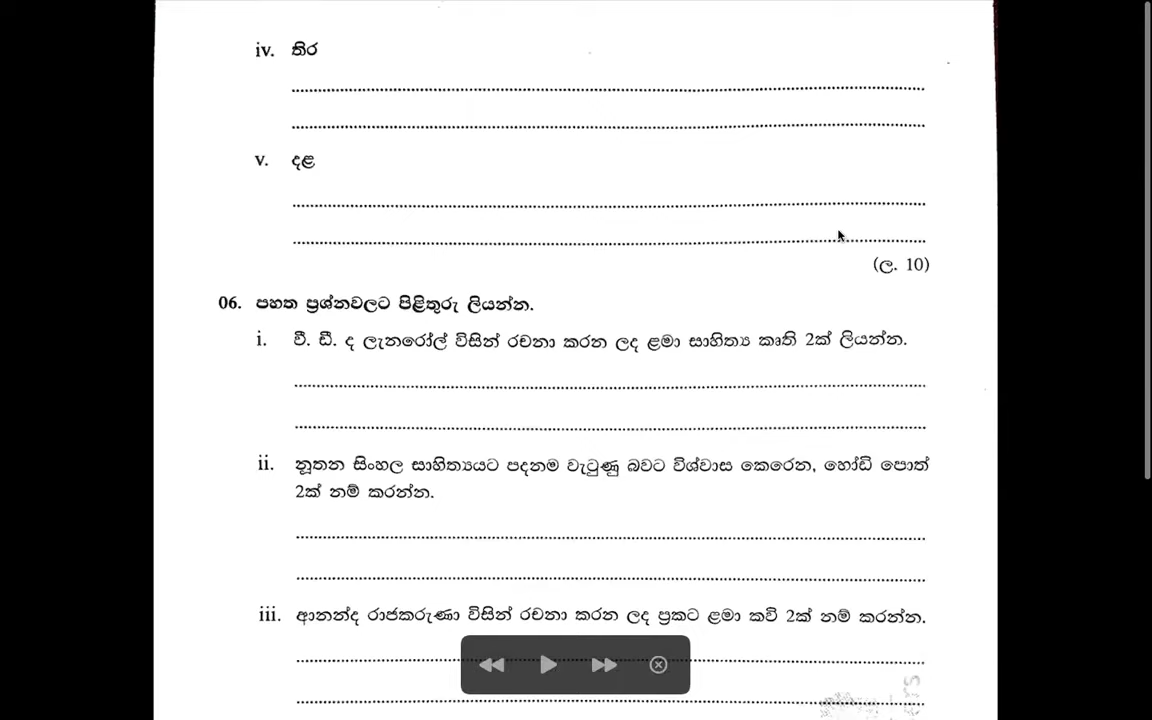 iv. තිර
v. දළ
(ල. 10)
06. පහත ප්‍රශ්නවලට පිළිතුරු ලියන්න.
i. වී. ඩී. ද ලැනරෝල් විසින් රචනා කරන ලද ළමා සාහිත්‍ය කෘති 2ක් ලියන්න.
ii. නූතන සිංහල සාහිත්‍යයට පදනම වැටුණු බවට විශ්වාස කෙරෙන, හෝඩි පොත්
2ක් නම් කරන්න.
iii. ආනන්ද රාජකරුණා විසින් රචනා කරන ලද ප්‍රකට ළමා කවි 2ක් නම් කරන්න.